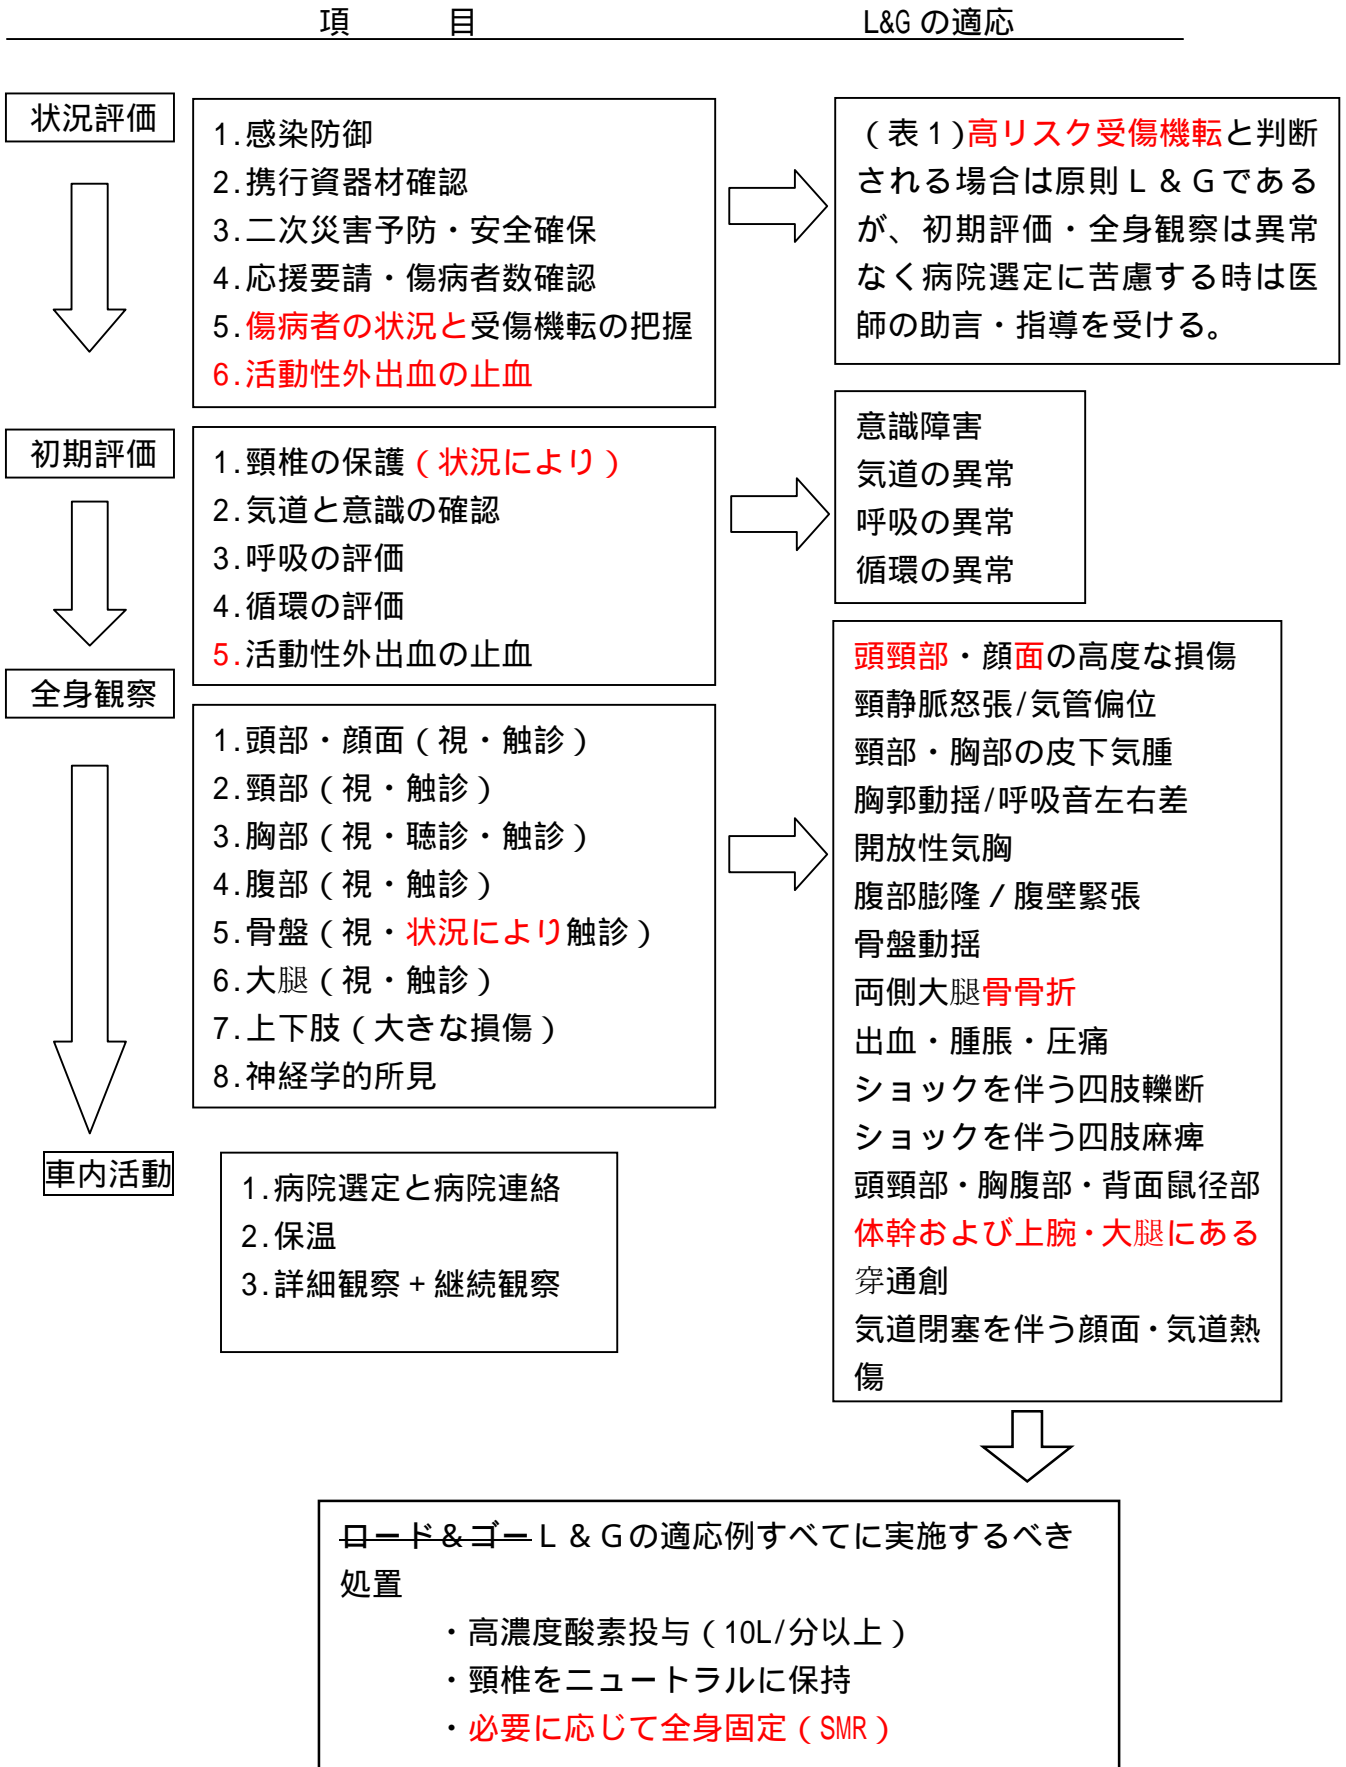 項　目　L&Gの適応
状況評価
1.感染防御
2.携行資器材確認
3.二次災害予防・安全確保
4.応援要請・傷病者数確認
5.傷病者の状況と受傷機転の把握
6.活動性外出血の止血
（表1）高リスク受傷機転と判断
される場合は原則L＆Gである
が、初期評価・全身観察は異常
なく病院選定に苦慮する時は医
師の助言・指導を受ける。
初期評価
1.頸椎の保護（状況により）
2.気道と意識の確認
3.呼吸の評価
4.循環の評価
5.活動性外出血の止血
意識障害
気道の異常
呼吸の異常
循環の異常
全身観察
1.頭部・顔面（視・触診）
2.頸部（視・触診）
3.胸部（視・聴診・触診）
4.腹部（視・触診）
5.骨盤（視・状況により触診）
6.大腿（視・触診）
7.上下肢（大きな損傷）
8.神経学的所見
頭頸部・顔面の高度な損傷
頸静脈怒張/気管偏位
頸部・胸部の皮下気腫
胸郭動揺/呼吸音左右差
開放性気胸
腹部膨隆／腹壁緊張
骨盤動揺
両側大腿骨骨折
出血・腫脹・圧痛
ショックを伴う四肢轢断
ショックを伴う四肢麻痺
頭頸部・胸腹部・背面鼠径部
体幹および上腕・大腿にある
穿通創
気道閉塞を伴う顔面・気道熱
傷
車内活動
1.病院選定と病院連絡
2.保温
3.詳細観察＋継続観察
ロード＆ゴーL＆Gの適応例すべてに実施するべき
処置
・高濃度酸素投与（10L/分以上）
・頸椎をニュートラルに保持
・必要に応じて全身固定（SMR）